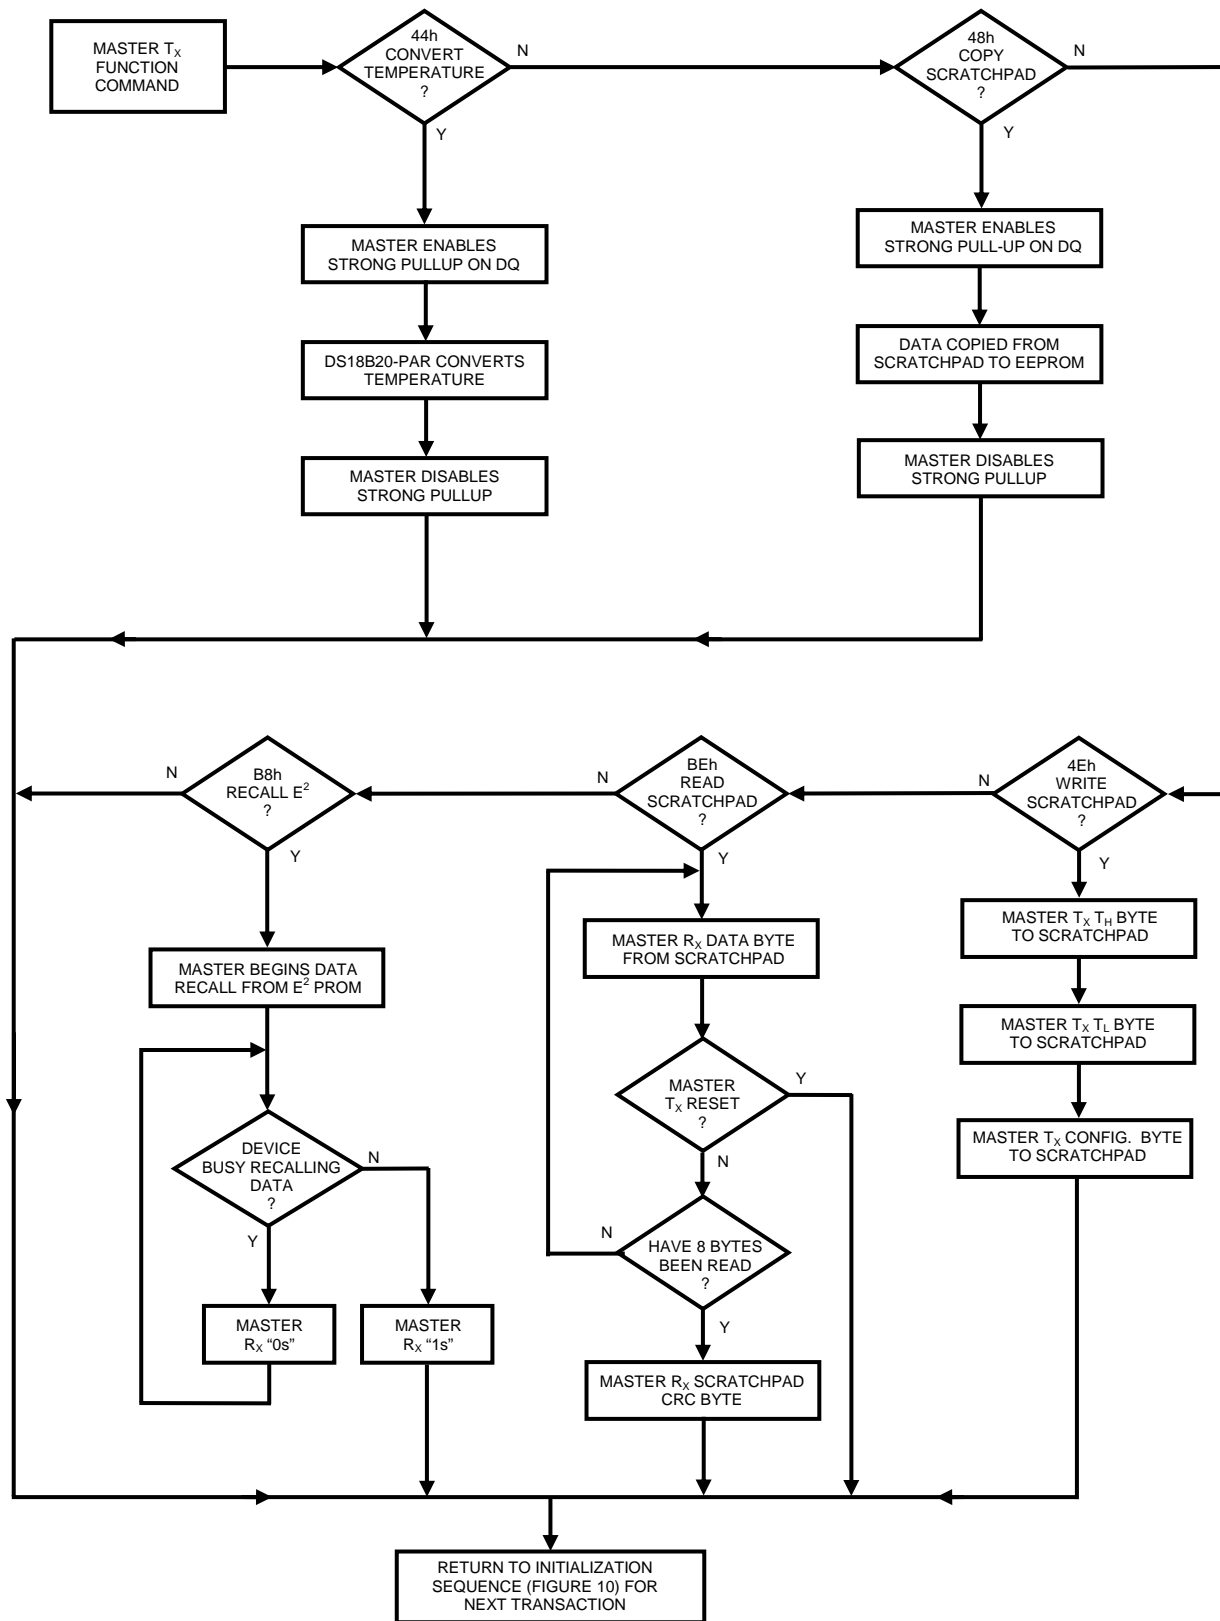 MASTER Tₓ
FUNCTION
COMMAND
44h
CONVERT
TEMPERATURE
?
N
Y
48h
COPY
SCRATCHPAD
?
N
Y
MASTER ENABLES
STRONG PULLUP ON DQ
DS18B20-PAR CONVERTS
TEMPERATURE
MASTER DISABLES
STRONG PULLUP
MASTER ENABLES
STRONG PULL-UP ON DQ
DATA COPIED FROM
SCRATCHPAD TO EEPROM
MASTER DISABLES
STRONG PULLUP
4Eh
WRITE
SCRATCHPAD
?
N
Y
BEh
READ
SCRATCHPAD
?
N
Y
B8h
RECALL E²
?
N
Y
MASTER Tₓ T_H BYTE
TO SCRATCHPAD
MASTER Tₓ T_L BYTE
TO SCRATCHPAD
MASTER Tₓ CONFIG. BYTE
TO SCRATCHPAD
MASTER Rₓ DATA BYTE
FROM SCRATCHPAD
MASTER
Tₓ RESET
?
Y
N
HAVE 8 BYTES
BEEN READ
?
N
Y
MASTER Rₓ SCRATCHPAD
CRC BYTE
MASTER BEGINS DATA
RECALL FROM E² PROM
DEVICE
BUSY RECALLING
DATA
?
N
Y
MASTER
Rₓ “0s”
MASTER
Rₓ “1s”
RETURN TO INITIALIZATION
SEQUENCE (FIGURE 10) FOR
NEXT TRANSACTION